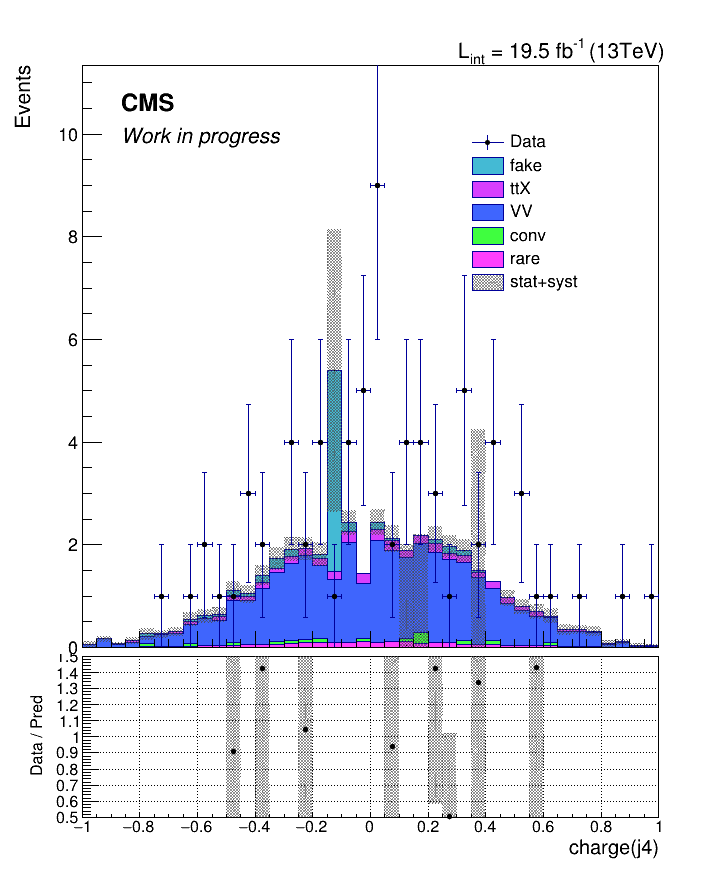 L_int = 19.5 fb^-1 (13TeV)
Events
CMS
Work in progress
Data
fake
ttX
VV
conv
rare
stat+syst
10
8
6
4
2
0
Data / Pred
1.5
1.4
1.3
1.2
1.1
1
0.9
0.8
0.7
0.6
0.5
−1 −0.8 −0.6 −0.4 −0.2 0 0.2 0.4 0.6 0.8 1
charge(j4)